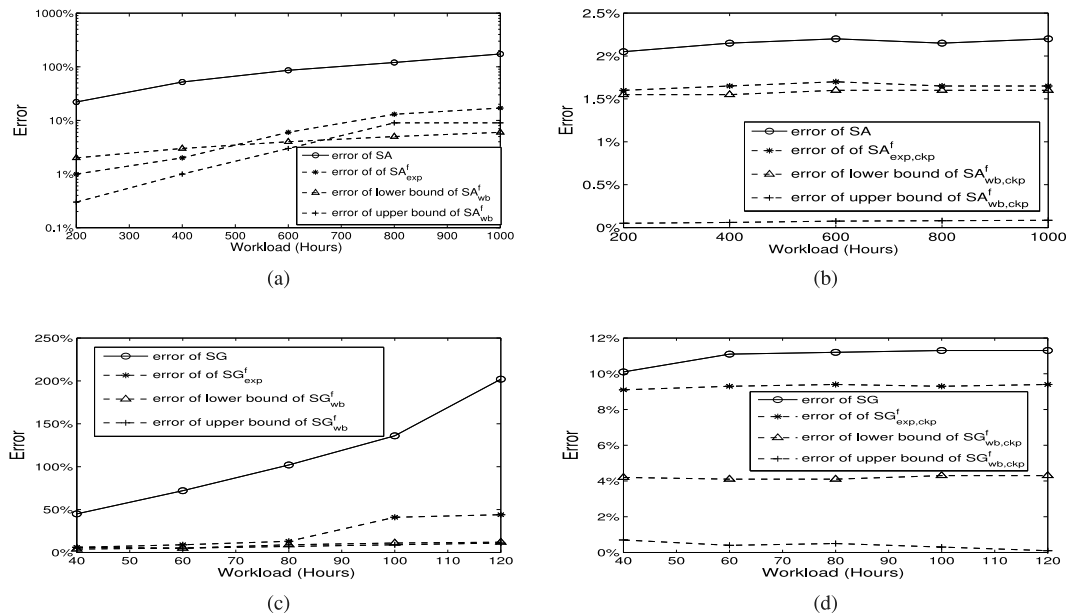 1000%
100%
10%
1%
0.1%
Error
200 300 400 500 600 700 800 900 1000
Workload (Hours)
error of SA
error of of SA^f_exp
error of lower bound of SA^f_wb
error of upper bound of SA^f_wb
(a)
2.5%
2%
1.5%
1%
0.5%
0%
Error
200 400 600 800 1000
Workload (Hours)
error of SA
error of of SA^f_exp,ckp
error of lower bound of SA^f_wb,ckp
error of upper bound of SA^f_wb,ckp
(b)
250%
200%
150%
100%
50%
0%
Error
40 50 60 70 80 90 100 110 120
Workload (Hours)
error of SG
error of of SG^f_exp
error of lower bound of SG^f_wb
error of upper bound of SG^f_wb
(c)
12%
10%
8%
6%
4%
2%
0%
Error
40 50 60 70 80 90 100 110 120
Workload (Hours)
error of SG
error of of SG^f_exp,ckp
error of lower bound of SG^f_wb,ckp
error of upper bound of SG^f_wb,ckp
(d)